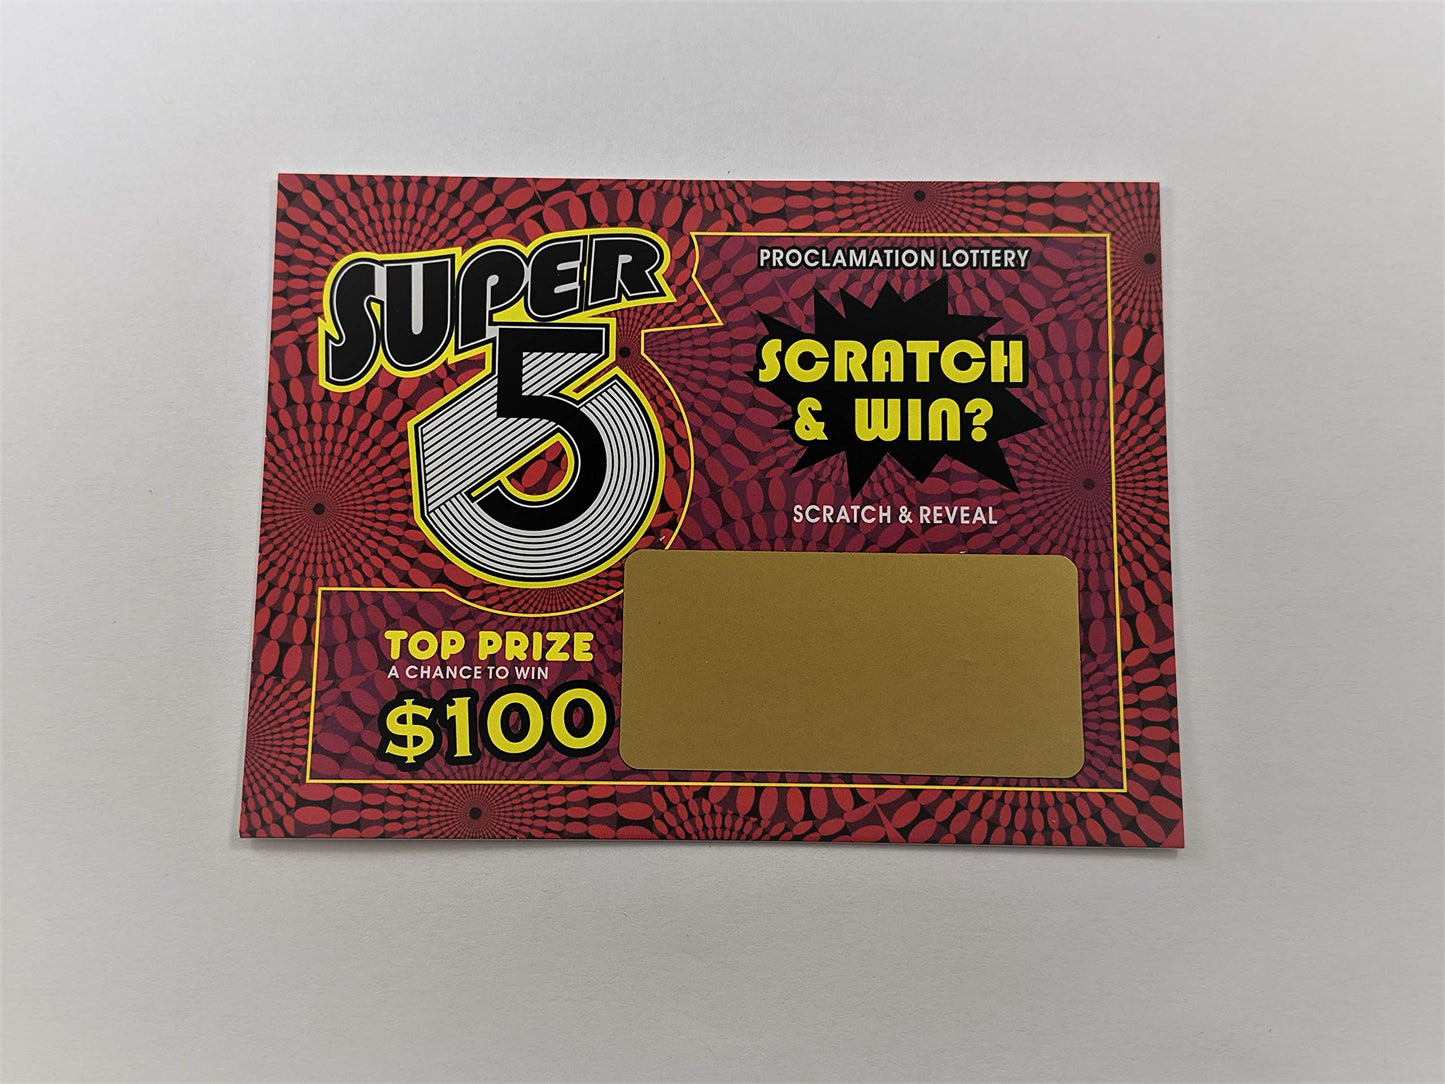 SUPER
5
PROCLAMATION LOTTERY
SCRATCH
& WIN?
SCRATCH & REVEAL
TOP PRIZE
A CHANCE TO WIN
$100